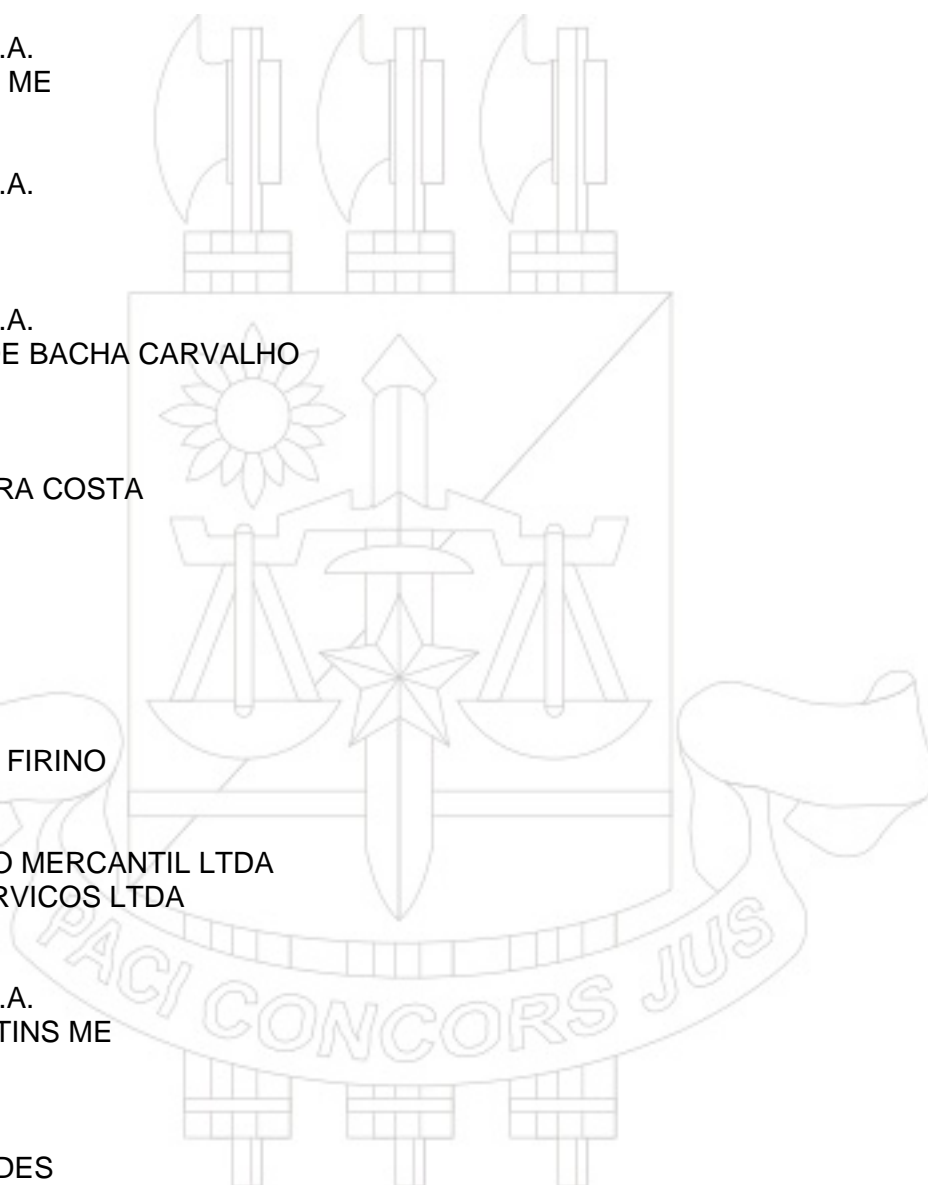 .A.
ME
.A.
.A.
E BACHA CARVALHO
RA COSTA
FIRINO
O MERCANTIL LTDA
RVICOS LTDA
PACI CONCORS JUS
.A.
TINS ME
DES